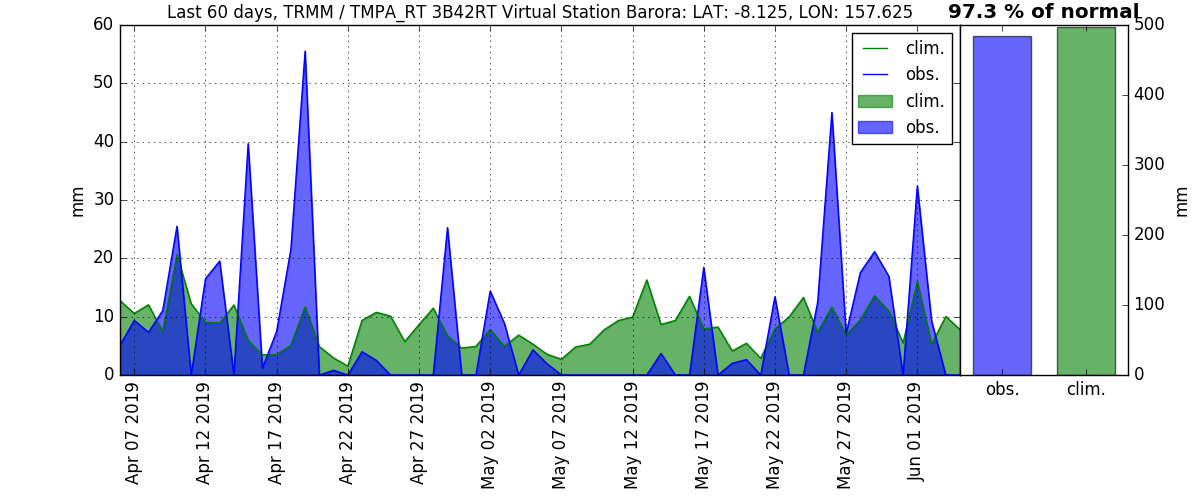 Last 60 days, TRMM / TMPA_RT 3B42RT Virtual Station Barora: LAT: -8.125, LON: 157.625
97.3 % of normal
60
50
40
30
20
10
0
mm
clim.
obs.
clim.
obs.
500
400
300
200
100
0
mm
Apr 07 2019
Apr 12 2019
Apr 17 2019
Apr 22 2019
Apr 27 2019
May 02 2019
May 07 2019
May 12 2019
May 17 2019
May 22 2019
May 27 2019
Jun 01 2019
obs.
clim.